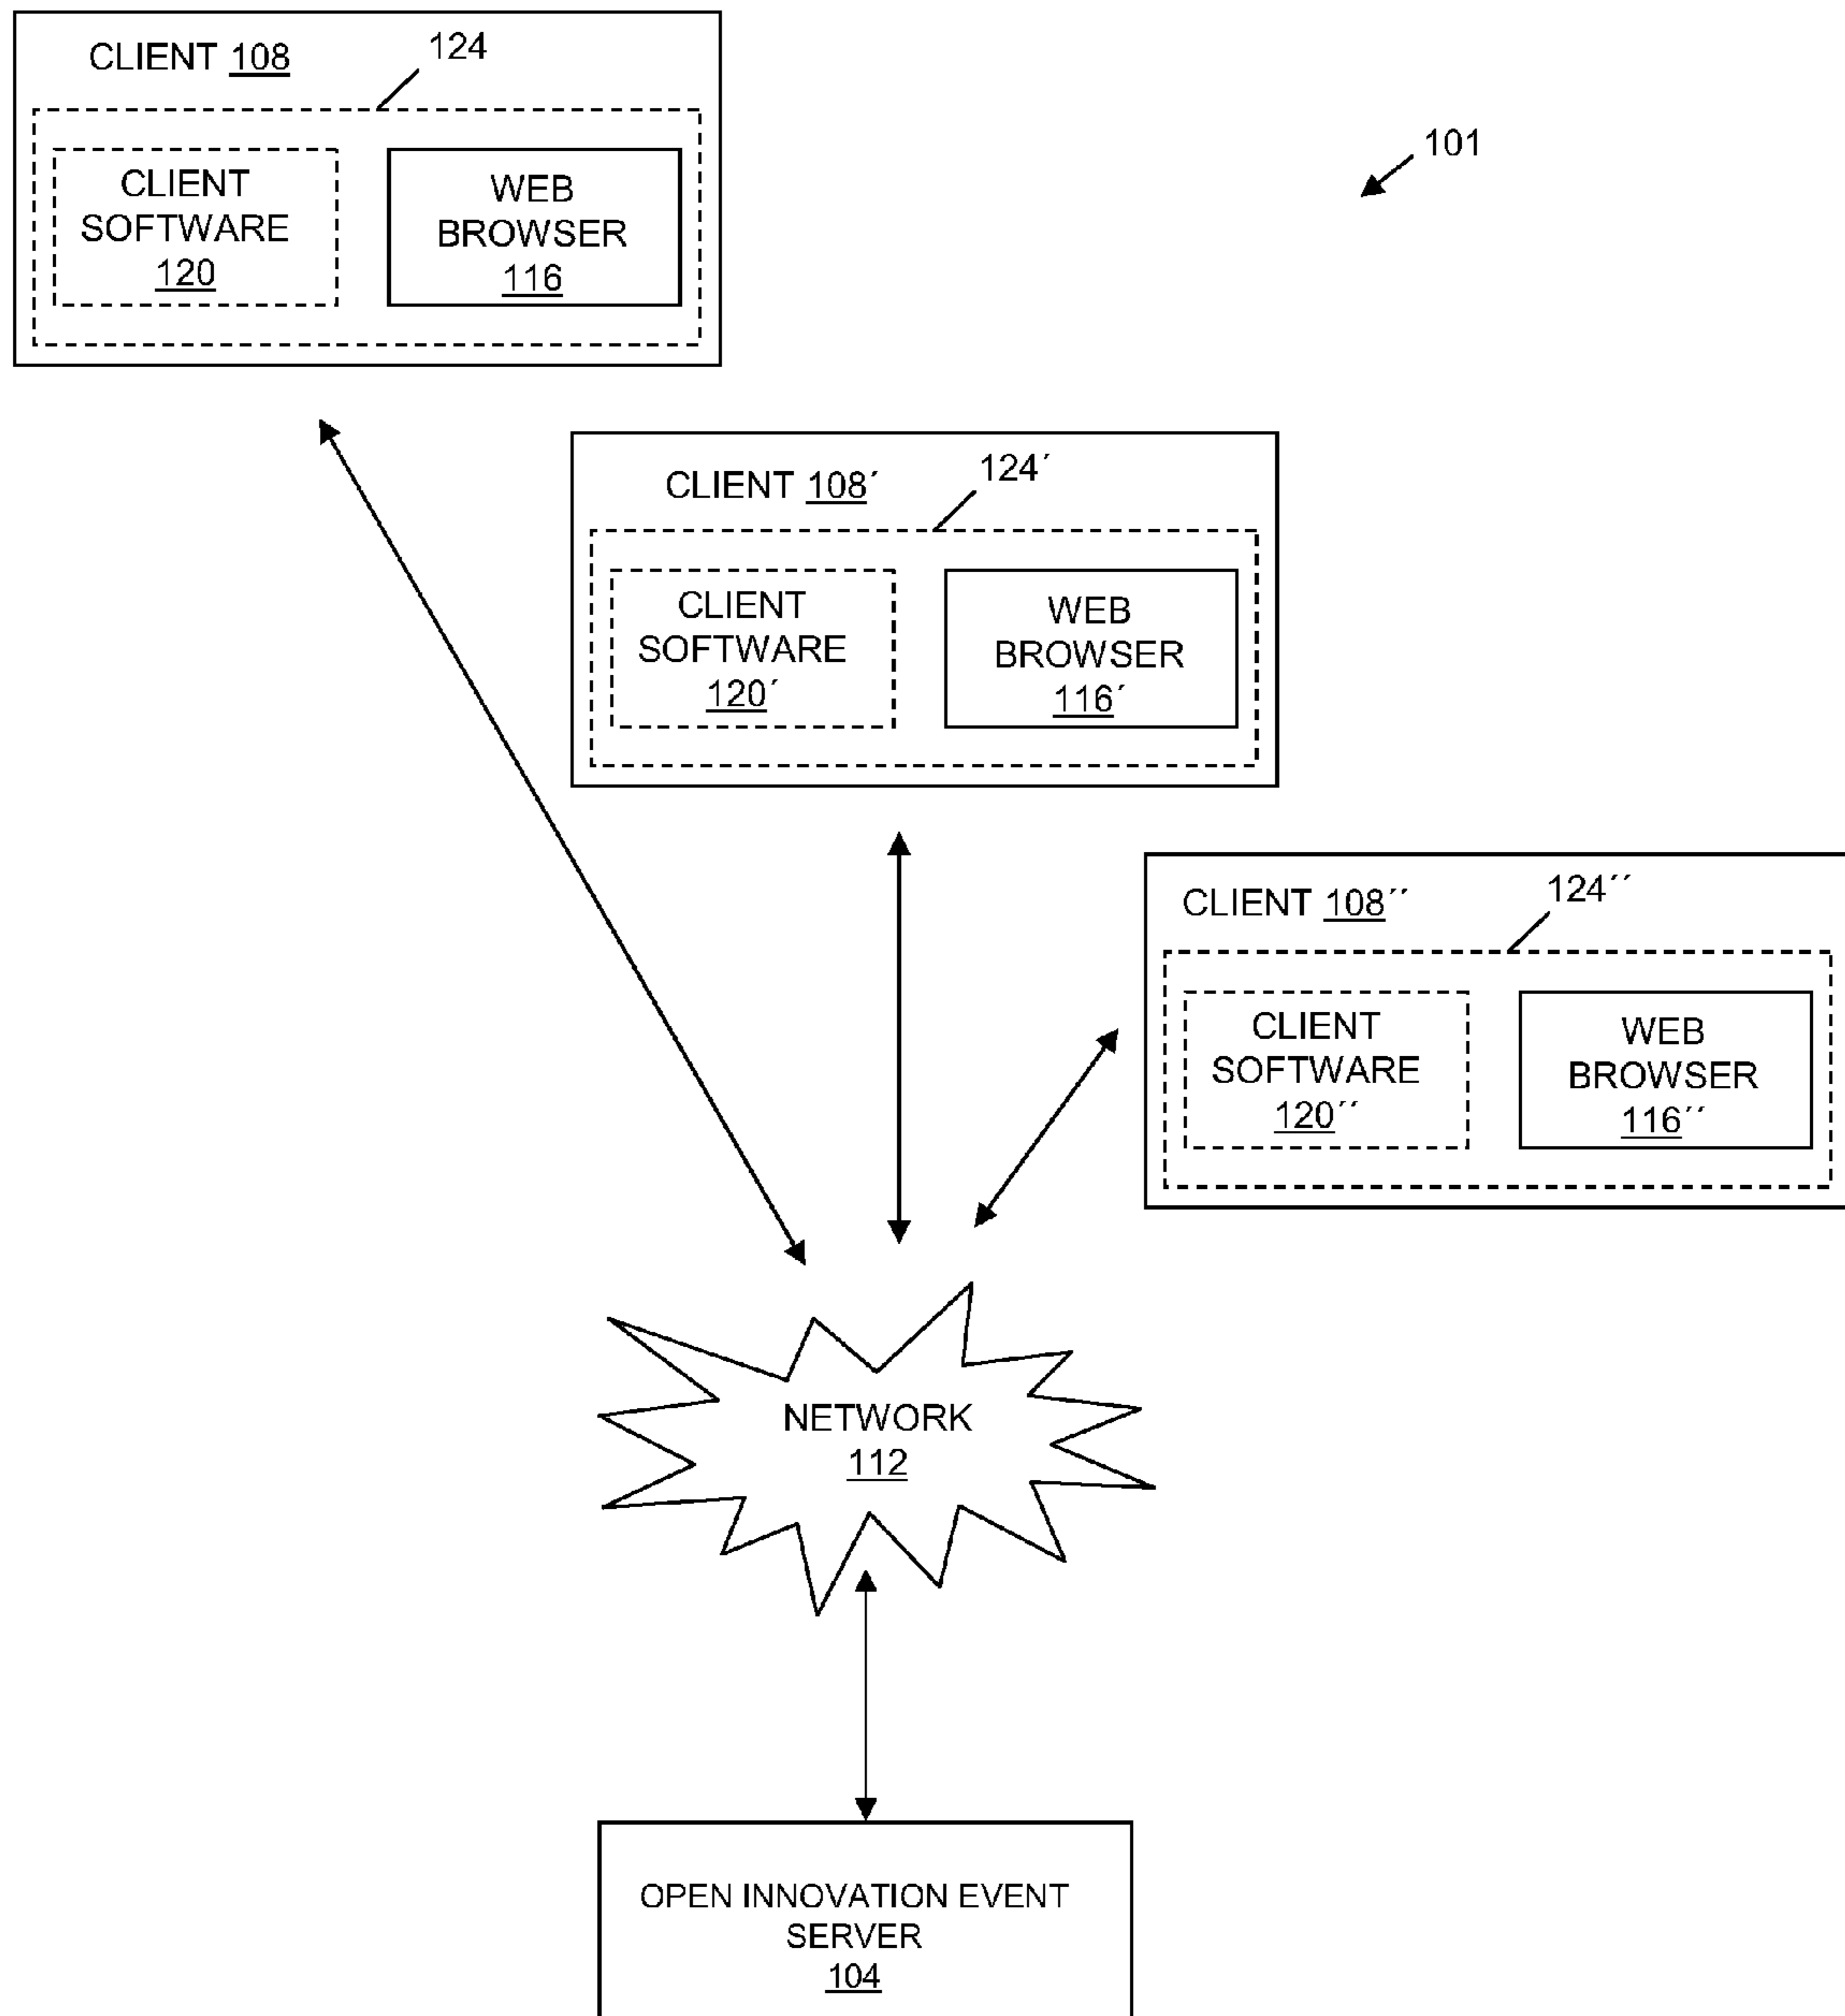 CLIENT 108
124
CLIENT
SOFTWARE
120
WEB
BROWSER
116
101
CLIENT 108´
124´
CLIENT
SOFTWARE
120´
WEB
BROWSER
116´
CLIENT 108´´
124´´
CLIENT
SOFTWARE
120´´
WEB
BROWSER
116´´
NETWORK
112
OPEN INNOVATION EVENT
SERVER
104